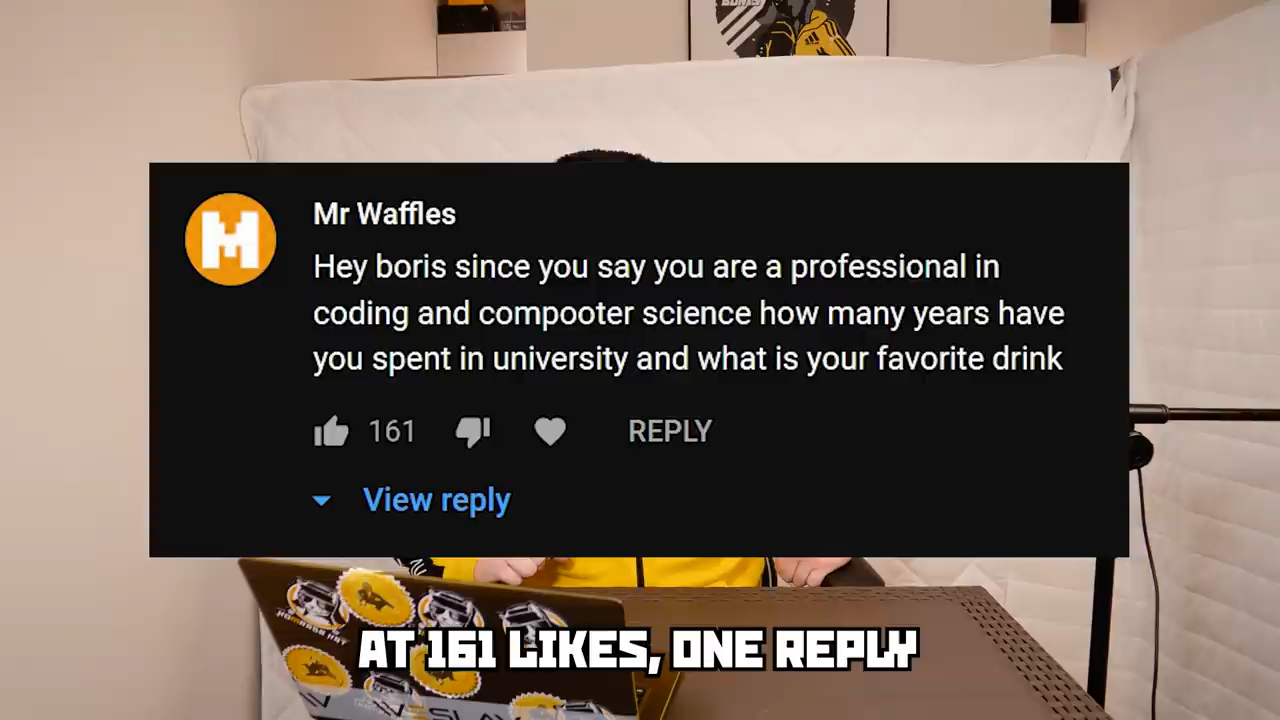 BORIS
Mr Waffles
Hey boris since you say you are a professional in
coding and compooter science how many years have
you spent in university and what is your favorite drink
161
REPLY
View reply
AT 161 LIKES, ONE REPLY